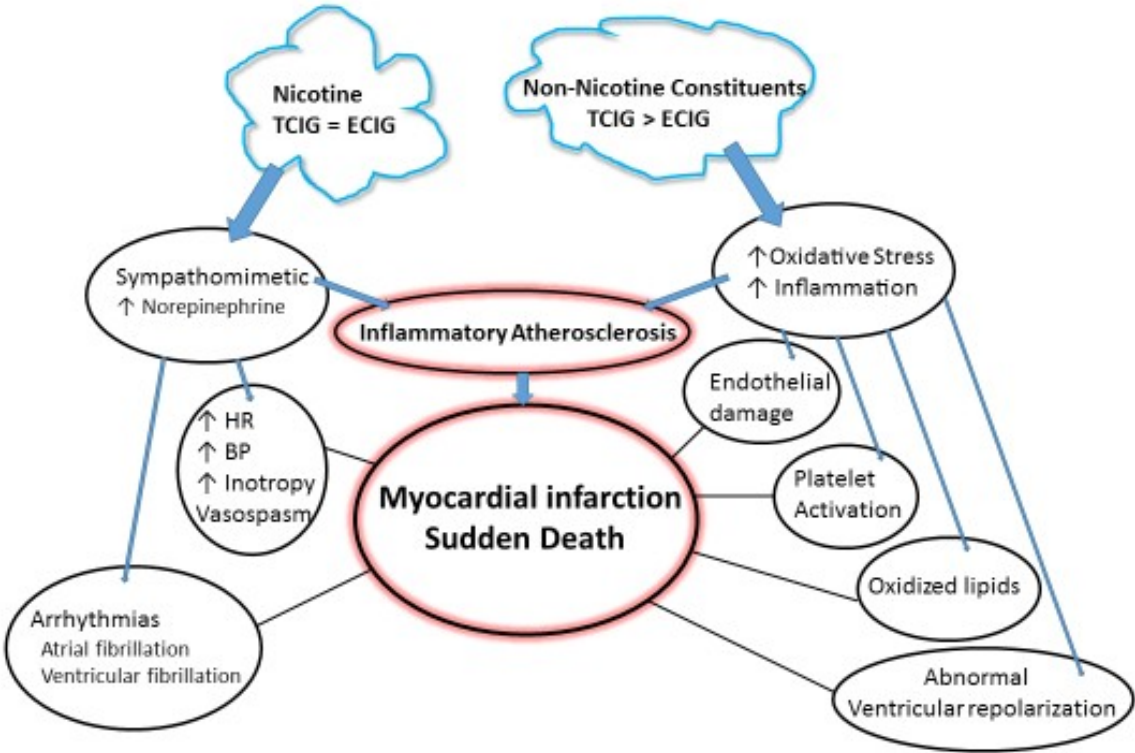 Nicotine
TCIG = ECIG
Non-Nicotine Constituents
TCIG > ECIG
Sympathomimetic
↑ Norepinephrine
↑Oxidative Stress
↑ Inflammation
Inflammatory Atherosclerosis
↑ HR
↑ BP
↑ Inotropy
Vasospasm
Endothelial
damage
Myocardial infarction
Sudden Death
Platelet
Activation
Oxidized lipids
Arrhythmias
Atrial fibrillation
Ventricular fibrillation
Abnormal
Ventricular repolarization